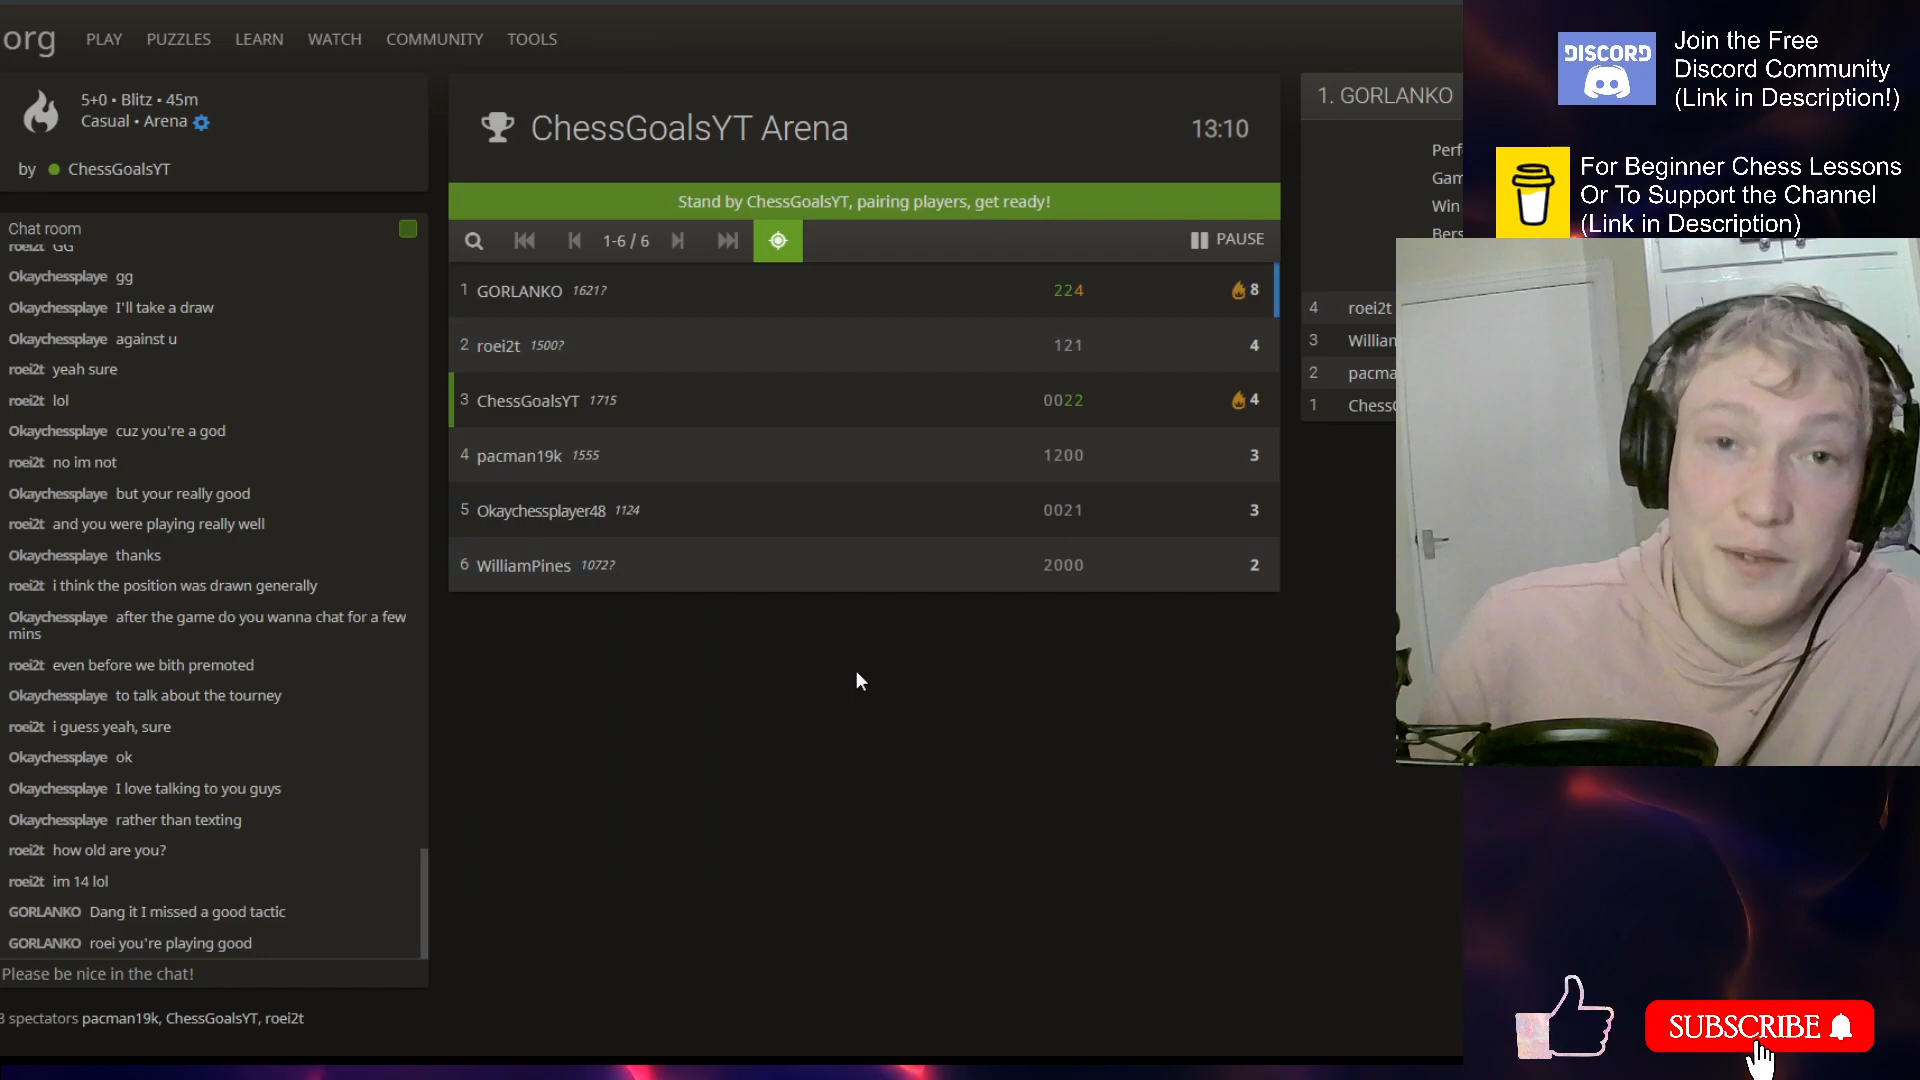 org PLAY PUZZLES LEARN WATCH COMMUNITY TOOLS
5+0 • Blitz • 45m
Casual • Arena
by ChessGoalsYT
Chat room
roei2t GG
Okaychessplaye gg
Okaychessplaye I'll take a draw
Okaychessplaye against u
roei2t yeah sure
roei2t lol
Okaychessplaye cuz you're a god
roei2t no im not
Okaychessplaye but your really good
roei2t and you were playing really well
Okaychessplaye thanks
roei2t i think the position was drawn generally
Okaychessplaye after the game do you wanna chat for a few
mins
roei2t even before we bith premoted
Okaychessplaye to talk about the tourney
roei2t i guess yeah, sure
Okaychessplaye ok
Okaychessplaye I love talking to you guys
Okaychessplaye rather than texting
roei2t how old are you?
roei2t im 14 lol
GORLANKO Dang it I missed a good tactic
GORLANKO roei you're playing good
Please be nice in the chat!
3 spectators pacman19k, ChessGoalsYT, roei2t
ChessGoalsYT Arena 13:10
Stand by ChessGoalsYT, pairing players, get ready!
1-6 / 6 PAUSE
1 GORLANKO 1621? 224 8
2 roei2t 1500? 121 4
3 ChessGoalsYT 1715 0022 4
4 pacman19k 1555 1200 3
5 Okaychessplayer48 1124 0021 3
6 WilliamPines 1072? 2000 2
1. GORLANKO
Perf
Gam
Win
Bers
4 roei2t
3 William
2 pacma
1 ChessG
DISCORD
Join the Free
Discord Community
(Link in Description!)
For Beginner Chess Lessons
Or To Support the Channel
(Link in Description)
SUBSCRIBE